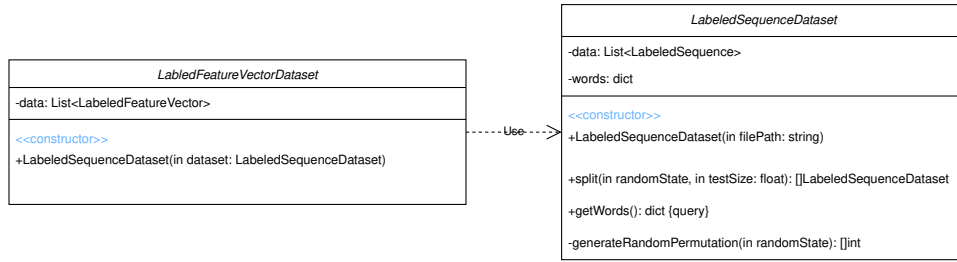 LabledFeatureVectorDataset
-data: List<LabeledFeatureVector>
<<constructor>>
+LabeledSequenceDataset(in dataset: LabeledSequenceDataset)
Use
LabeledSequenceDataset
-data: List<LabeledSequence>
-words: dict
<<constructor>>
+LabeledSequenceDataset(in filePath: string)
+split(in randomState, in testSize: float): []LabeledSequenceDataset
+getWords(): dict {query}
-generateRandomPermutation(in randomState): []int